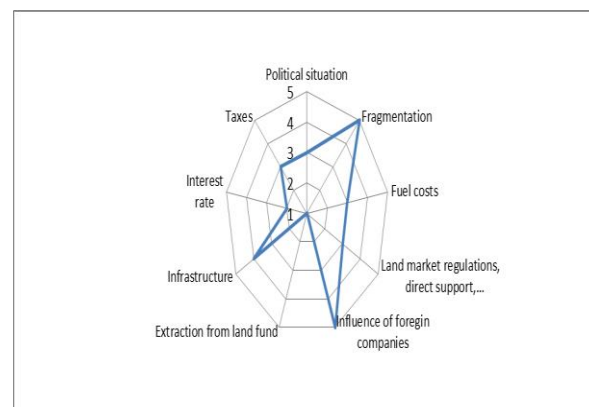 Political situation
5
Taxes
4
Fragmentation
3
Interest
rate
2
Fuel costs
1
Infrastructure
Land market regulations,
direct support,...
Extraction from land fund
Influence of foregin
companies